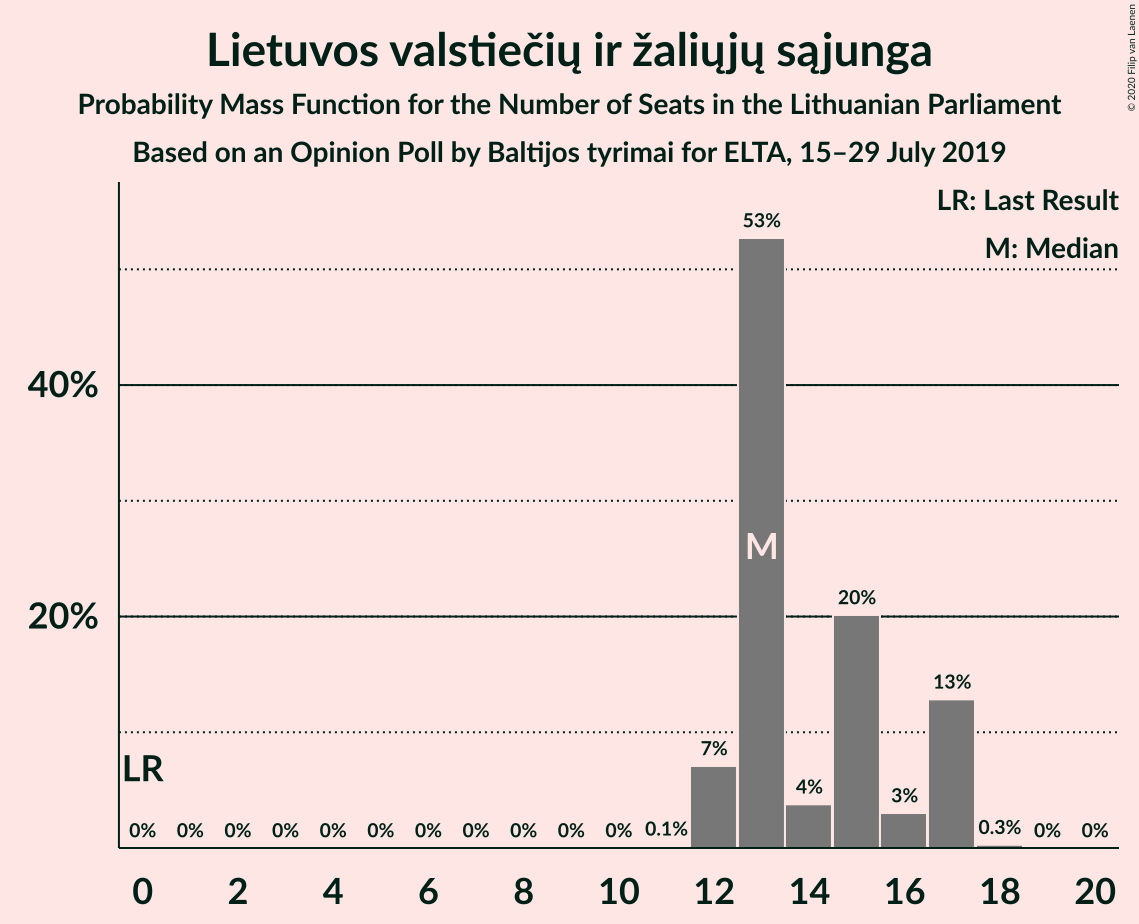 Lietuvos valstiečių ir žaliųjų sąjunga
Probability Mass Function for the Number of Seats in the Lithuanian Parliament
Based on an Opinion Poll by Baltijos tyrimai for ELTA, 15–29 July 2019
© 2020 Filip van Laenen
LR: Last Result
M: Median
53%
40%
M
20%
20%
13%
7%
LR
4%
3%
0% 0% 0% 0% 0% 0% 0% 0% 0% 0% 0% 0.1% 0.3% 0% 0%
0 2 4 6 8 10 12 14 16 18 20